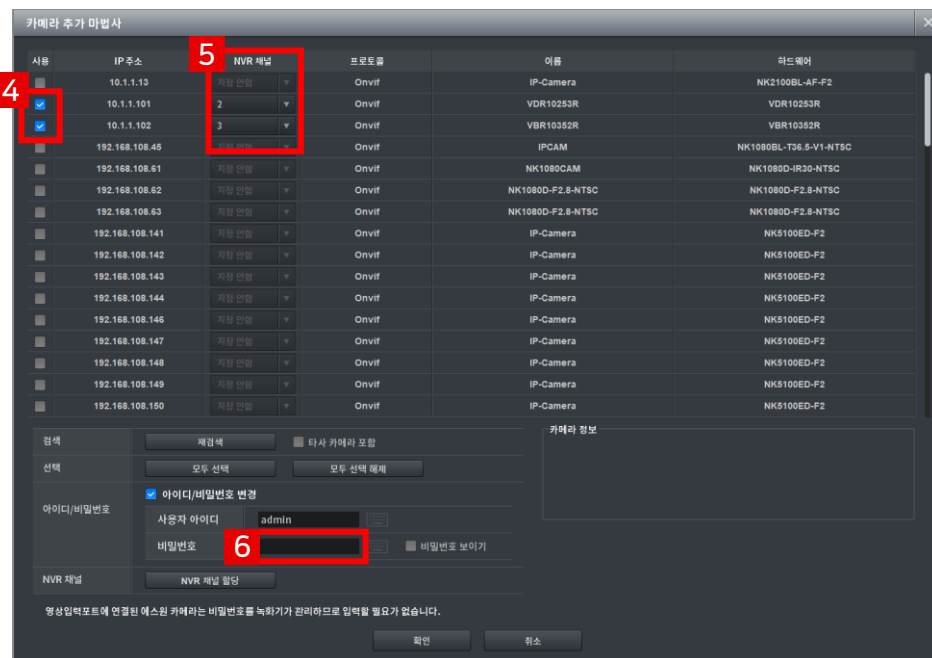 카메라 추가 마법사
사용 IP 주소 5 NVR 채널 프로토콜 이름 하드웨어
4
10.1.1.13 지정 안함 Onvif IP-Camera NK2100BL-AF-F2
10.1.1.101 2 Onvif VDR10253R VDR10253R
10.1.1.102 3 Onvif VBR10352R VBR10352R
192.168.108.45 지정 안함 Onvif IPCAM NK1080BL-T36.5-V1-NTSC
192.168.108.61 지정 안함 Onvif NK1080CAM NK1080D-IR30-NTSC
192.168.108.62 지정 안함 Onvif NK1080D-F2.8-NTSC NK1080D-F2.8-NTSC
192.168.108.63 지정 안함 Onvif NK1080D-F2.8-NTSC NK1080D-F2.8-NTSC
192.168.108.141 지정 안함 Onvif IP-Camera NK5100ED-F2
192.168.108.142 지정 안함 Onvif IP-Camera NK5100ED-F2
192.168.108.143 지정 안함 Onvif IP-Camera NK5100ED-F2
192.168.108.144 지정 안함 Onvif IP-Camera NK5100ED-F2
192.168.108.146 지정 안함 Onvif IP-Camera NK5100ED-F2
192.168.108.147 지정 안함 Onvif IP-Camera NK5100ED-F2
192.168.108.148 지정 안함 Onvif IP-Camera NK5100ED-F2
192.168.108.149 지정 안함 Onvif IP-Camera NK5100ED-F2
192.168.108.150 지정 안함 Onvif IP-Camera NK5100ED-F2
검색 재검색 타사 카메라 포함
카메라 정보
선택 모두 선택 모두 선택 해제
아이디/비밀번호 아이디/비밀번호 변경
사용자 아이디 admin
비밀번호 6 비밀번호 보이기
NVR 채널 NVR 채널 할당
영상입력포트에 연결된 에스원 카메라는 비밀번호를 녹화기가 관리하므로 입력할 필요가 없습니다.
확인 취소